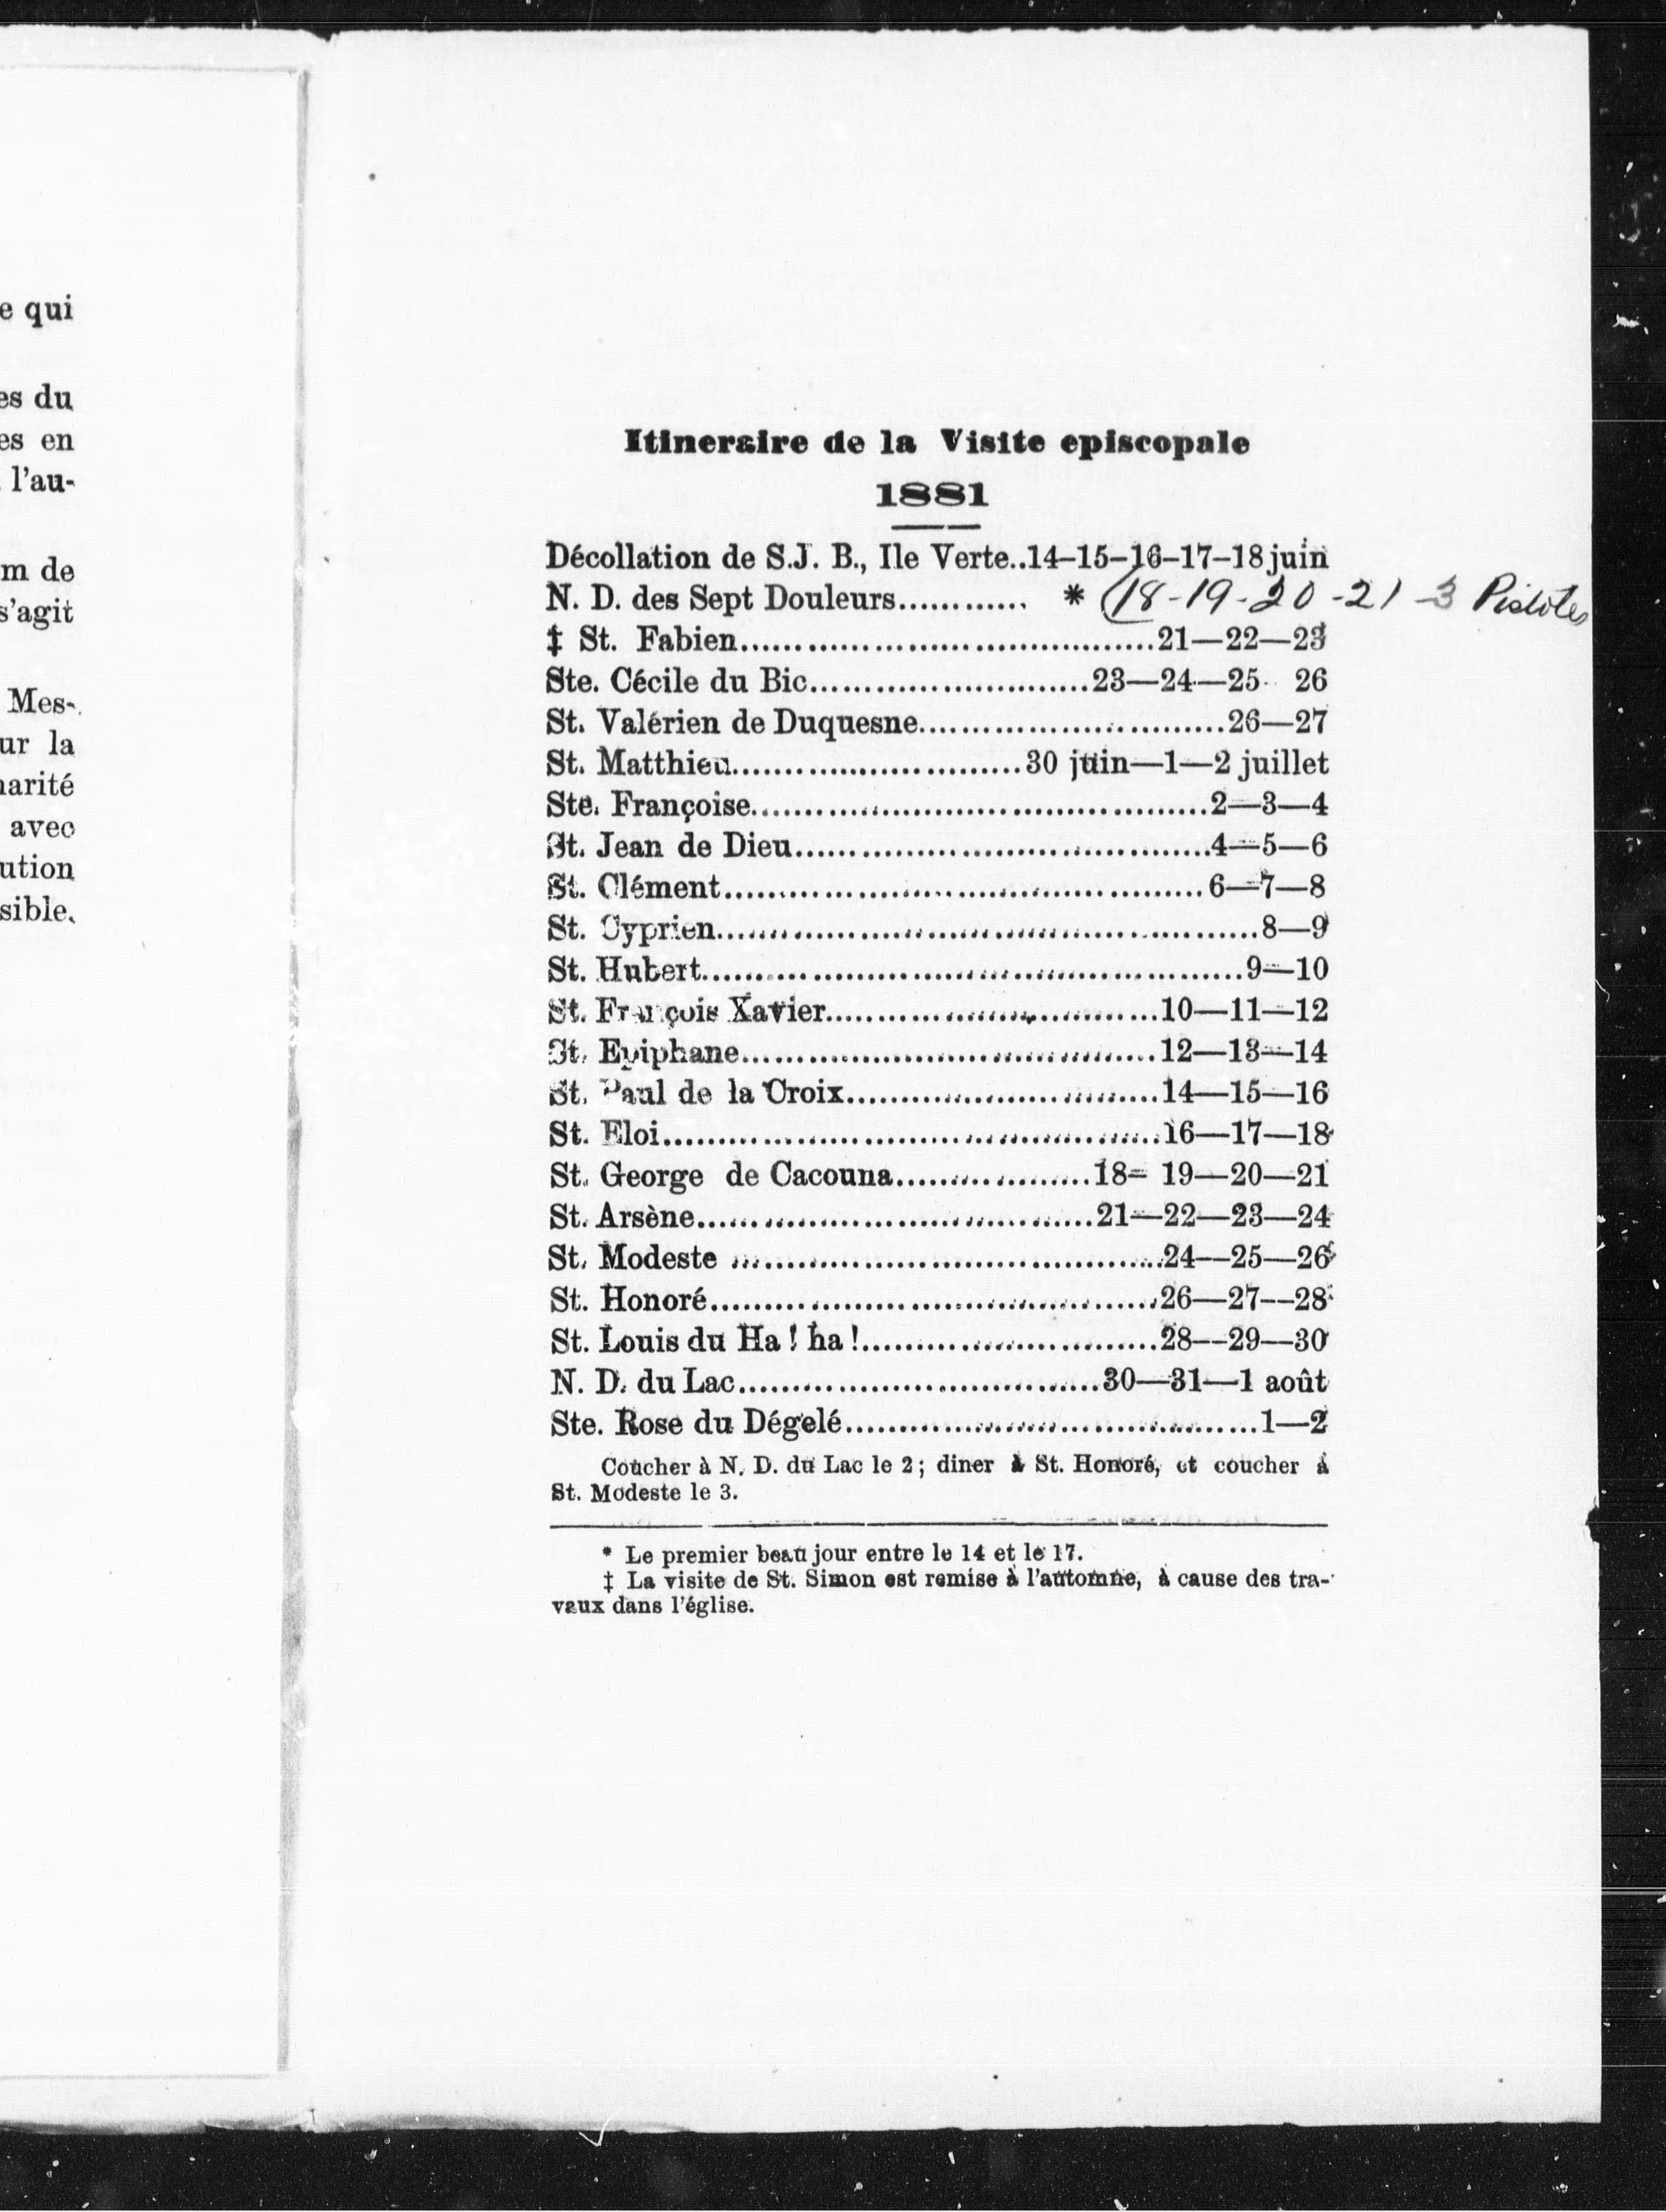 e qui
es du
es en
l'au-
m de
s'agit
Mes-
ur la
harité
avec
ution
sible.
Itineraire de la Visite episcopale
1881
Décollation de S.J. B., Ile Verte..14-15-16-17-18 juin
N. D. des Sept Douleurs............ * (18-19-20-21-3 Pistoles
‡ St. Fabien......................................21—22—23
Ste. Cécile du Bic..........................23—24—25 26
St. Valérien de Duquesne............................26—27
St. Matthieu...........................30 juin—1—2 juillet
Ste. Françoise..........................................2—3—4
St. Jean de Dieu......................................4—5—6
St. Clément............................................6—7—8
St. Cyprien.................................................8—9
St. Hubert.................................................9—10
St. François Xavier..............................10—11—12
St. Epiphane......................................12—13—14
St. Paul de la Croix.............................14—15—16
St. Eloi..............................................16—17—18
St. George de Cacouna..................18= 19—20—21
St. Arsène....................................21—22—23—24
St. Modeste .......................................24—25—26
St. Honoré.........................................26—27—28
St. Louis du Ha ! ha !...........................28—29—30
N. D. du Lac.................................30—31—1 août
Ste. Rose du Dégelé......................................1—2
Coucher à N. D. du Lac le 2 ; diner à St. Honoré, et coucher à
St. Modeste le 3.
* Le premier beau jour entre le 14 et le 17.
‡ La visite de St. Simon est remise à l'automne, à cause des tra-
vaux dans l'église.